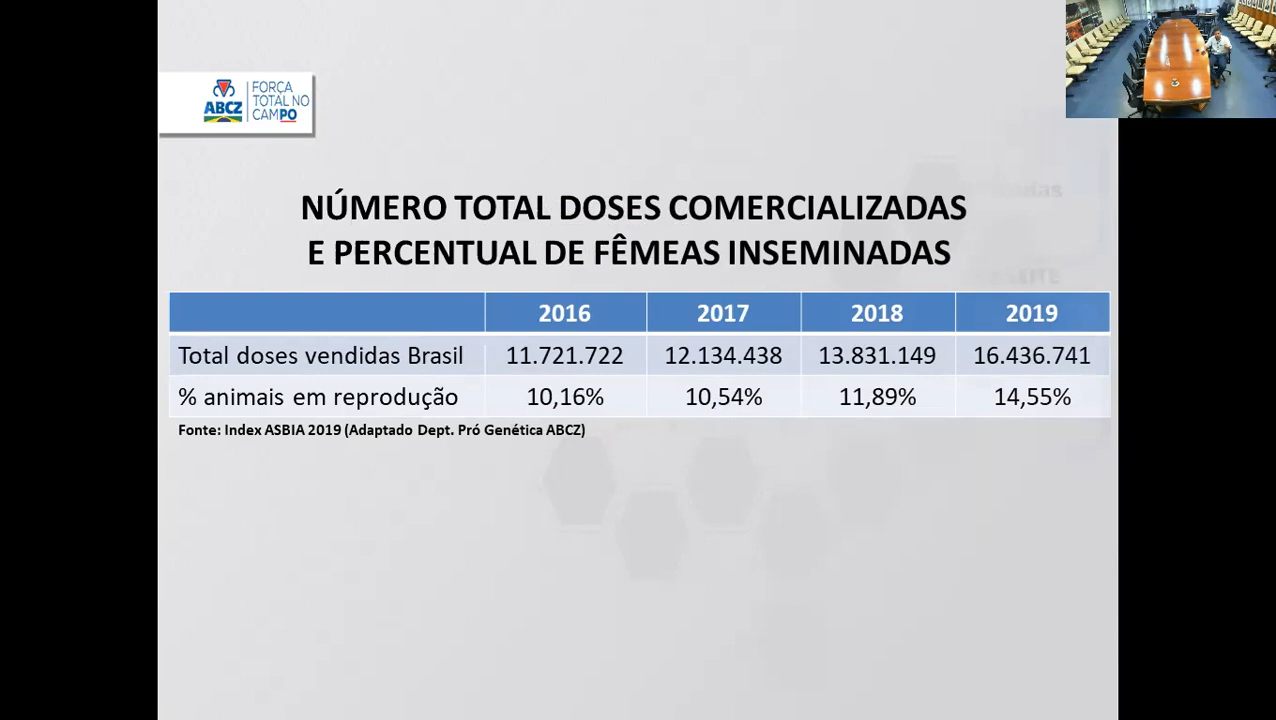 ABCZ
FORÇA
TOTAL NO
CAMPO
NÚMERO TOTAL DOSES COMERCIALIZADAS
E PERCENTUAL DE FÊMEAS INSEMINADAS
2016 2017 2018 2019
Total doses vendidas Brasil 11.721.722 12.134.438 13.831.149 16.436.741
% animais em reprodução 10,16% 10,54% 11,89% 14,55%
Fonte: Index ASBIA 2019 (Adaptado Dept. Pró Genética ABCZ)